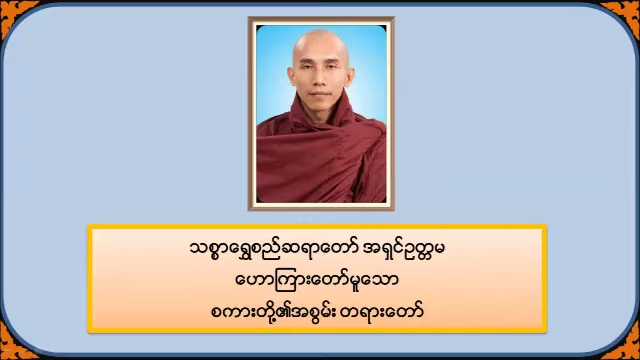 သစ္စာရွှေစည်ဆရာတော် အရှင်ဥတ္တမ
ဟောကြားတော်မူသော
စကားတို့၏အစွမ်း တရားတော်